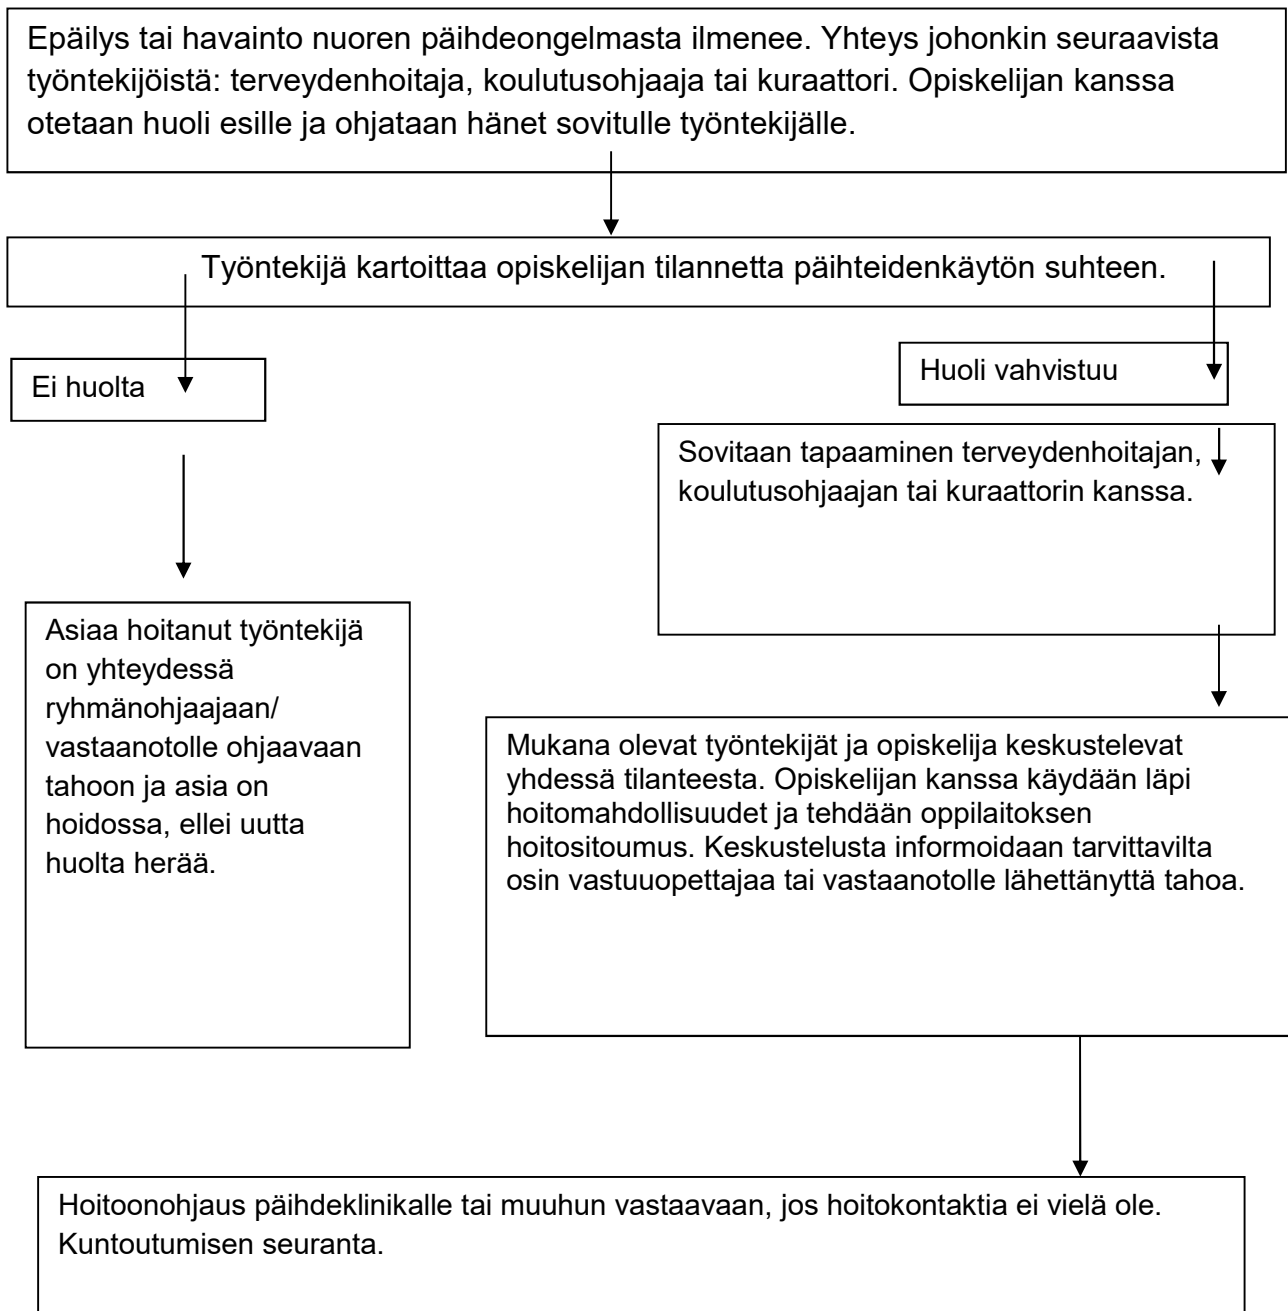 Epäilys tai havainto nuoren päihdeongelmasta ilmenee. Yhteys johonkin seuraavista
työntekijöistä: terveydenhoitaja, koulutusohjaaja tai kuraattori. Opiskelijan kanssa
otetaan huoli esille ja ohjataan hänet sovitulle työntekijälle.
Työntekijä kartoittaa opiskelijan tilannetta päihteidenkäytön suhteen.
Ei huolta
Huoli vahvistuu
Sovitaan tapaaminen terveydenhoitajan,
koulutusohjaajan tai kuraattorin kanssa.
Asiaa hoitanut työntekijä
on yhteydessä
ryhmänohjaajaan/
vastaanotolle ohjaavaan
tahoon ja asia on
hoidossa, ellei uutta
huolta herää.
Mukana olevat työntekijät ja opiskelija keskustelevat
yhdessä tilanteesta. Opiskelijan kanssa käydään läpi
hoitomahdollisuudet ja tehdään oppilaitoksen
hoitositoumus. Keskustelusta informoidaan tarvittavilta
osin vastuuopettajaa tai vastaanotolle lähettänyttä tahoa.
Hoitoonohjaus päihdeklinikalle tai muuhun vastaavaan, jos hoitokontaktia ei vielä ole.
Kuntoutumisen seuranta.